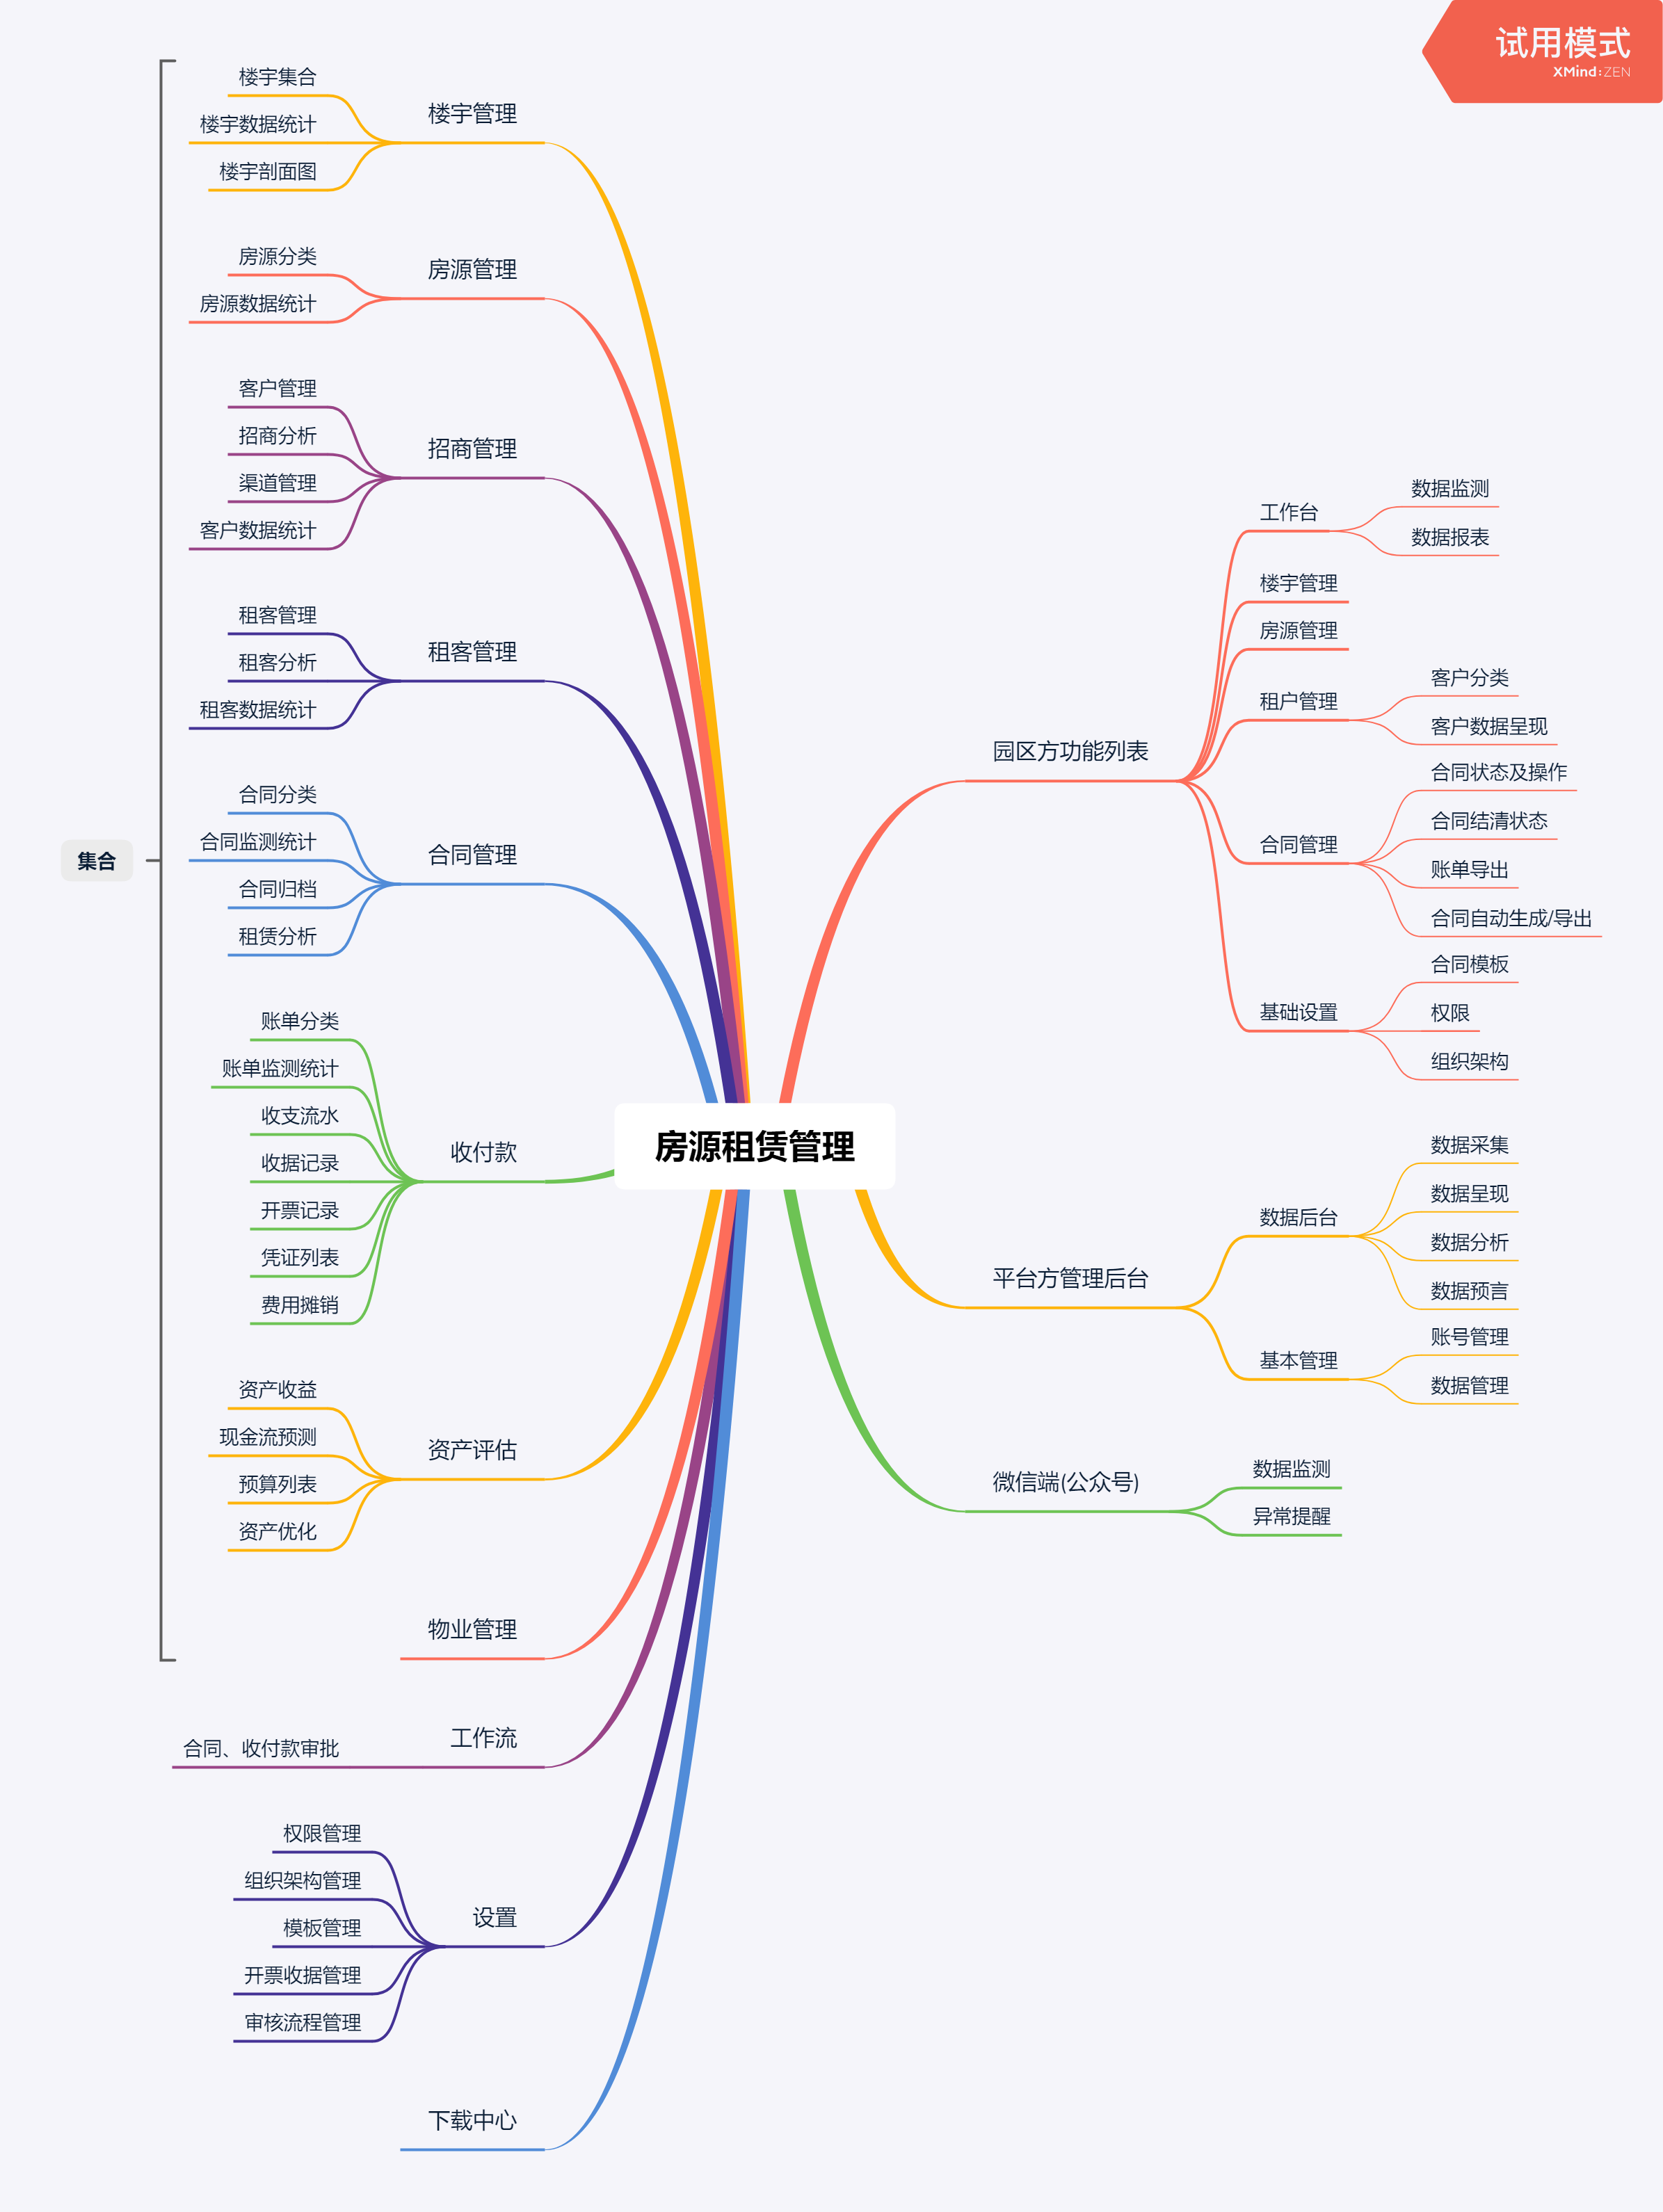 试用模式
XMind:ZEN
房源租赁管理
园区方功能列表
工作台
数据监测
数据报表
楼宇管理
房源管理
租户管理
客户分类
客户数据呈现
合同管理
合同状态及操作
合同结清状态
账单导出
合同自动生成/导出
基础设置
合同模板
权限
组织架构
平台方管理后台
数据后台
数据采集
数据呈现
数据分析
数据预言
基本管理
账号管理
数据管理
微信端(公众号)
数据监测
异常提醒
集合
楼宇管理
楼宇集合
楼宇数据统计
楼宇剖面图
房源管理
房源分类
房源数据统计
招商管理
客户管理
招商分析
渠道管理
客户数据统计
租客管理
租客管理
租客分析
租客数据统计
合同管理
合同分类
合同监测统计
合同归档
租赁分析
收付款
账单分类
账单监测统计
收支流水
收据记录
开票记录
凭证列表
费用摊销
资产评估
资产收益
现金流预测
预算列表
资产优化
物业管理
工作流
合同、收付款审批
设置
权限管理
组织架构管理
模板管理
开票收据管理
审核流程管理
下载中心